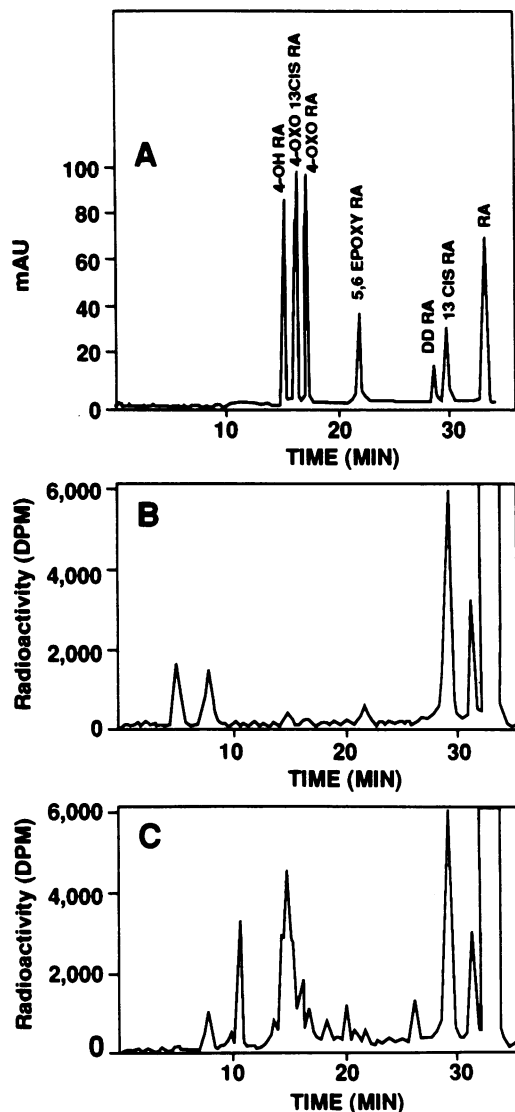 A
4-OH RA
4-OXO 13CIS RA
4-OXO RA
5,6 EPOXY RA
DD RA
13 CIS RA
RA
mAU
100
80
60
40
20
0
10 20 30
TIME (MIN)
B
Radioactivity (DPM)
6,000
4,000
2,000
0
10 20 30
TIME (MIN)
C
Radioactivity (DPM)
6,000
4,000
2,000
0
10 20 30
TIME (MIN)